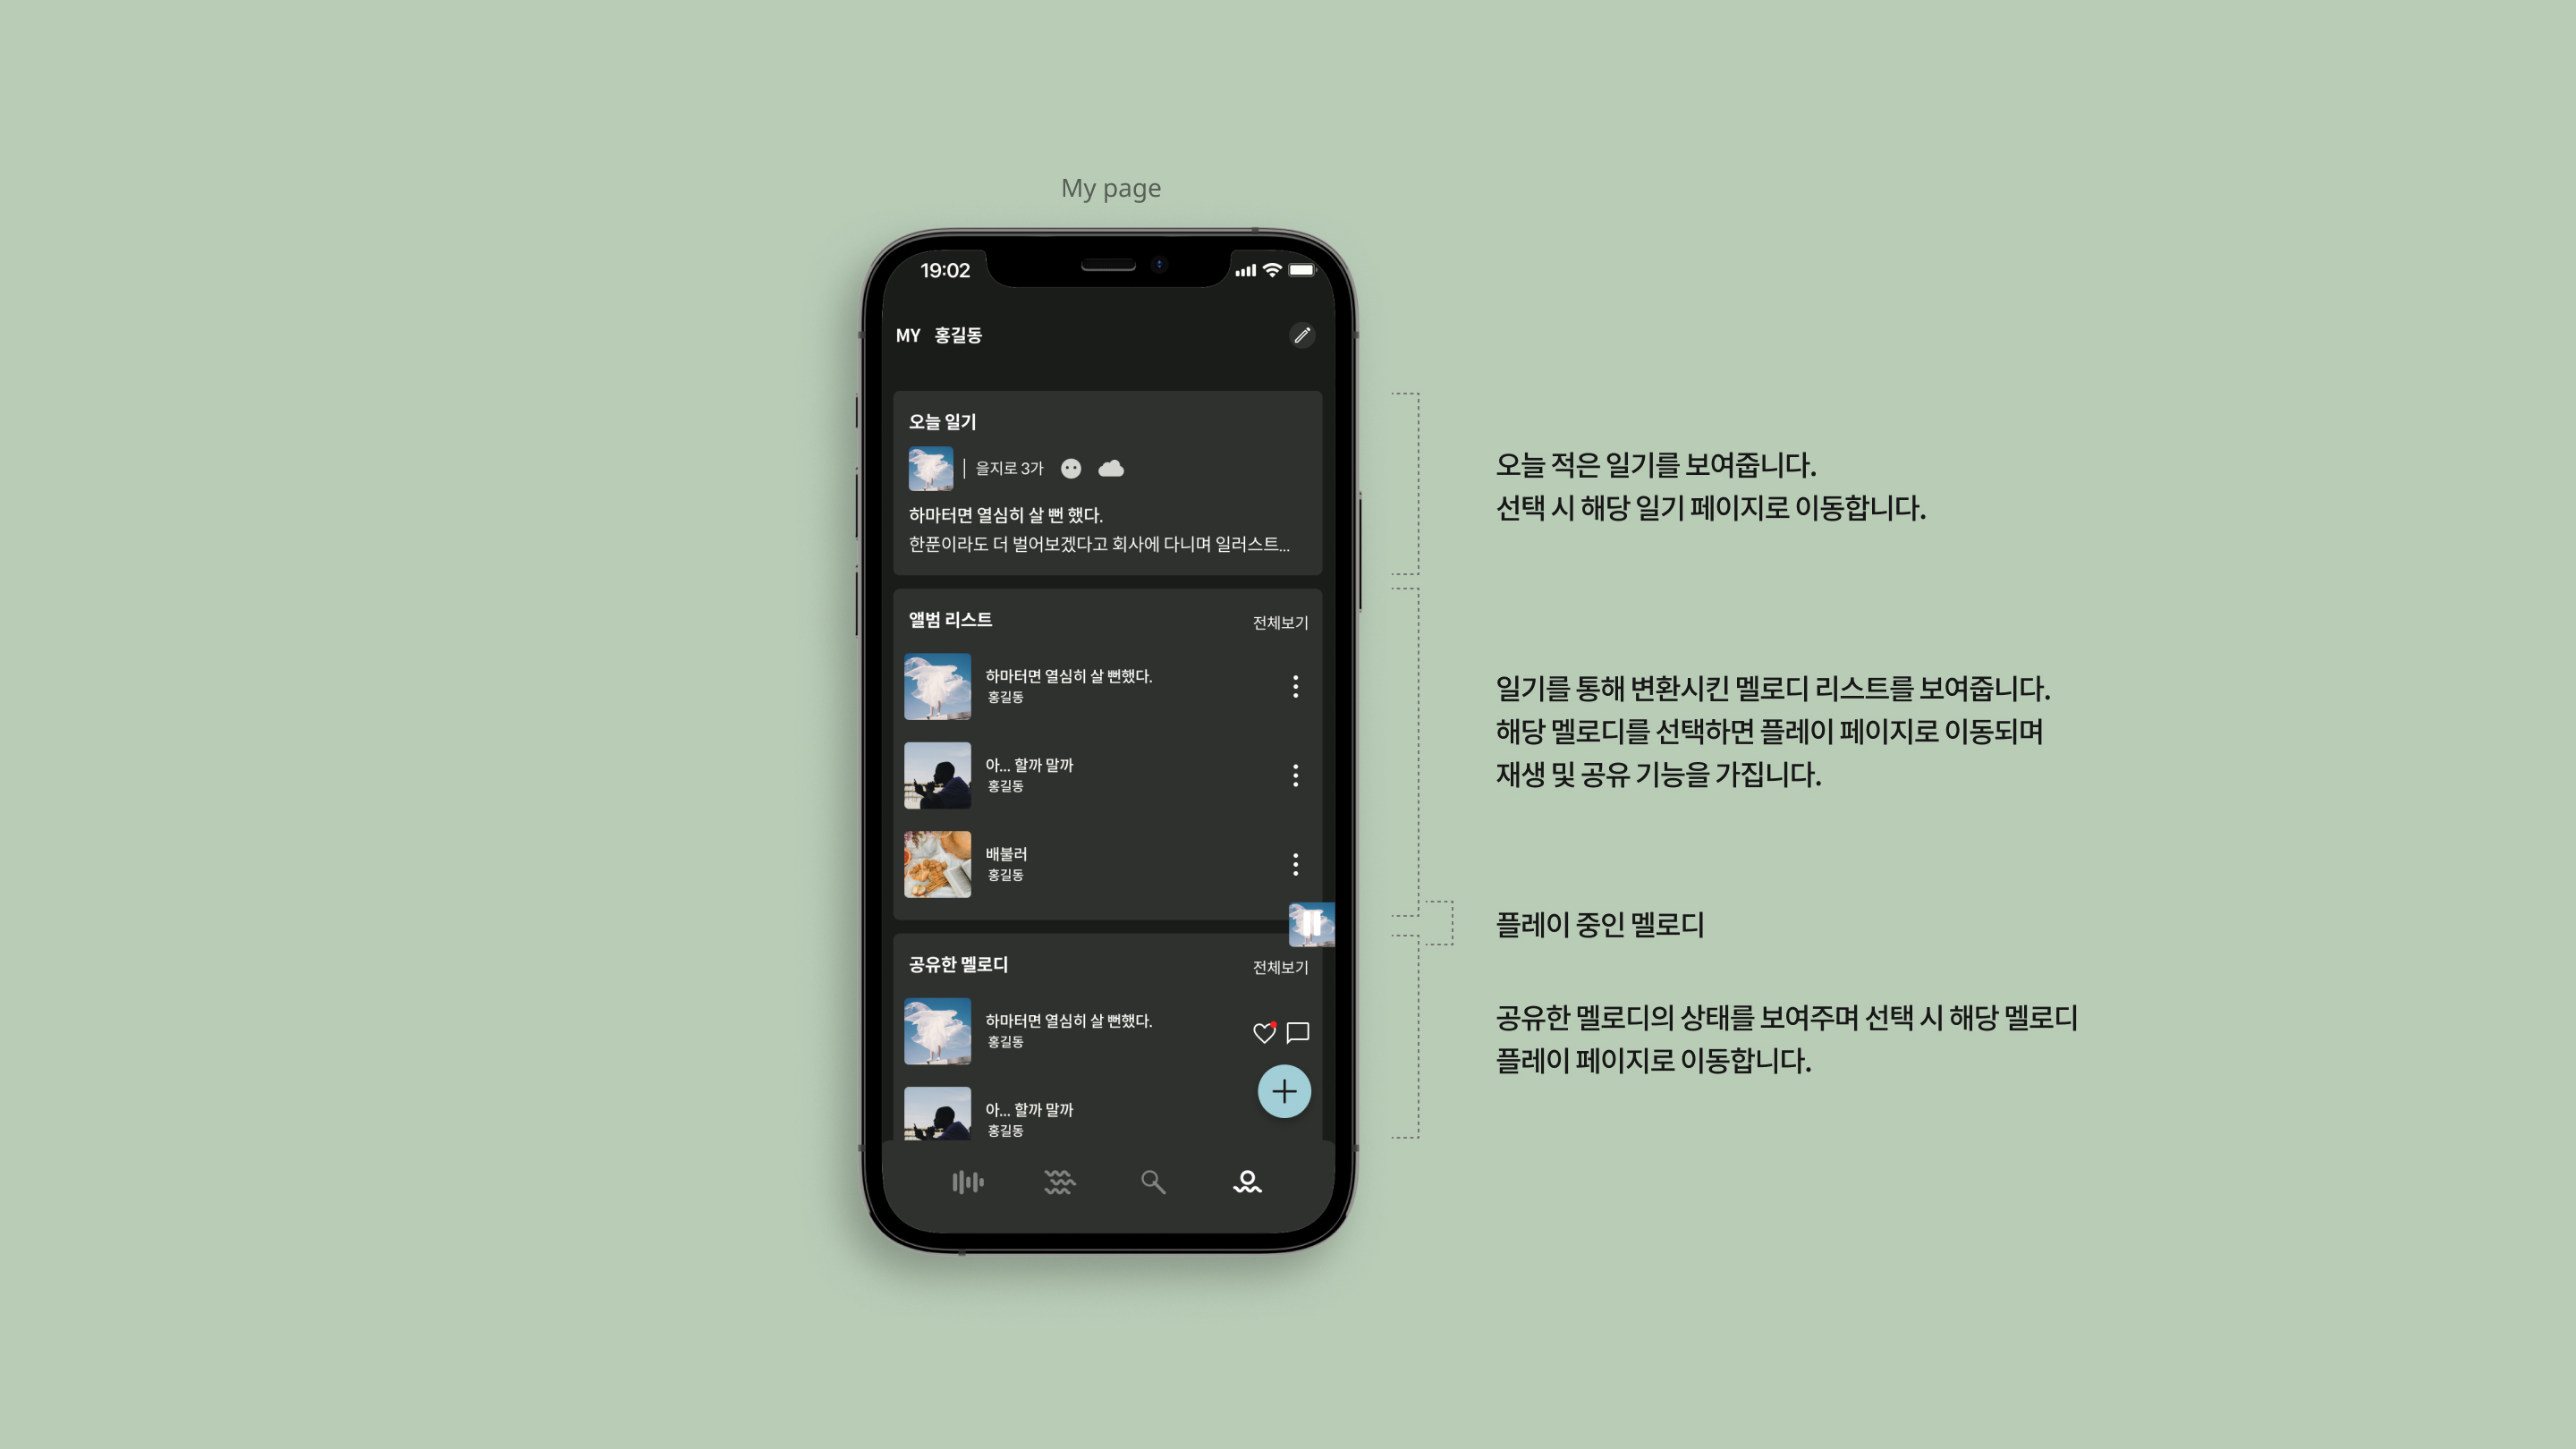 My page
19:02
MY 홍길동
오늘 일기
을지로 3가
하마터면 열심히 살 뻔 했다.
한푼이라도 더 벌어보겠다고 회사에 다니며 일러스트...
앨범 리스트 전체보기
하마터면 열심히 살 뻔했다.
홍길동
아... 할까 말까
홍길동
배불러
홍길동
공유한 멜로디 전체보기
하마터면 열심히 살 뻔했다.
홍길동
아... 할까 말까
홍길동
오늘 적은 일기를 보여줍니다.
선택 시 해당 일기 페이지로 이동합니다.
일기를 통해 변환시킨 멜로디 리스트를 보여줍니다.
해당 멜로디를 선택하면 플레이 페이지로 이동되며
재생 및 공유 기능을 가집니다.
플레이 중인 멜로디
공유한 멜로디의 상태를 보여주며 선택 시 해당 멜로디
플레이 페이지로 이동합니다.